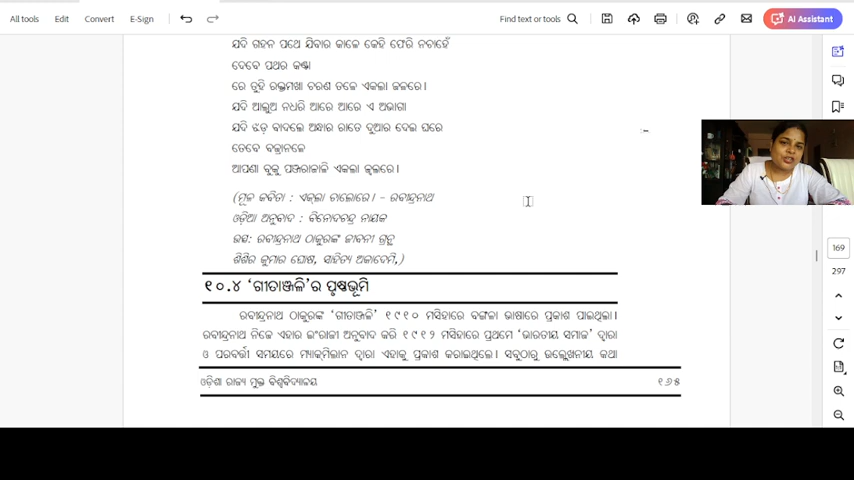 All tools Edit Convert E-Sign Find text or tools AI Assistant
ଯଦି ଗହନ ପଥେ ଯିବାର କାଳେ କେହି ଫେରି ନଚାହେଁ
ଦେବେ ପଥର କଣ୍ଟା
ରେ ତୁହି ରକ୍ତମଖା ଚରଣ ତଳେ ଏକଲା ଦଳରେ।
ଯଦି ଆଲୁଅ ନଧରି ଆରେ ଆରେ ଏ ଅଭାଗା
ଯଦି ଝଡ଼ ବାଦଲେ ଅନ୍ଧାର ରାତେ ଦୁଆର ଦେଇ ଘରେ
ତେବେ ବଜ୍ରାନଳେ
ଆପଣା ବୁକୁ ପଞ୍ଜରାଜାଳି ଏକଲା ଜ୍ୱଳରେ।
(ମୂଳ କବିତା : ଏକ୍‌ଲା ଚାଲୋରେ। - ରବୀନ୍ଦ୍ରନାଥ
ଓଡ଼ିଆ ଅନୁବାଦ : ବିନୋଦଚନ୍ଦ୍ର ନାୟକ
ଉସ: ରବୀନ୍ଦ୍ରନାଥ ଠାକୁରଙ୍କ ଜୀବନୀ ଗ୍ରନ୍ଥ
ଶିଶିର କୁମାର ଘୋଷ, ସାହିତ୍ୟ ଅକାଦେମି,)
୧୦.୪ ‘ଗୀତାଞ୍ଜଳି’ର ପୃଷ୍ଠଭୂମି
ରବୀନ୍ଦ୍ରନାଥ ଠାକୁରଙ୍କ ‘ଗୀତାଞ୍ଜଳି’ ୧୯୧୦ ମସିହାରେ ବଙ୍ଗଳା ଭାଷାରେ ପ୍ରକାଶ ପାଇଥିଲା।
ରବୀନ୍ଦ୍ରନାଥ ନିଜେ ଏହାର ଇଂରାଜୀ ଅନୁବାଦ କରି ୧୯୧୨ ମସିହାରେ ପ୍ରଥମେ ‘ଭାରତୀୟ ସମାଜ’ ଦ୍ୱାରା
ଓ ପରବର୍ତ୍ତୀ ସମୟରେ ମ୍ୟାକ୍‌ମିଲାନ ଦ୍ୱାରା ଏହାକୁ ପ୍ରକାଶ କରାଇଥିଲେ। ସବୁଠାରୁ ଉଲ୍ଲେଖନୀୟ କଥା
ଓଡ଼ିଶା ରାଜ୍ୟ ମୁକ୍ତ ବିଶ୍ୱବିଦ୍ୟାଳୟ ୧୬୫
169
297